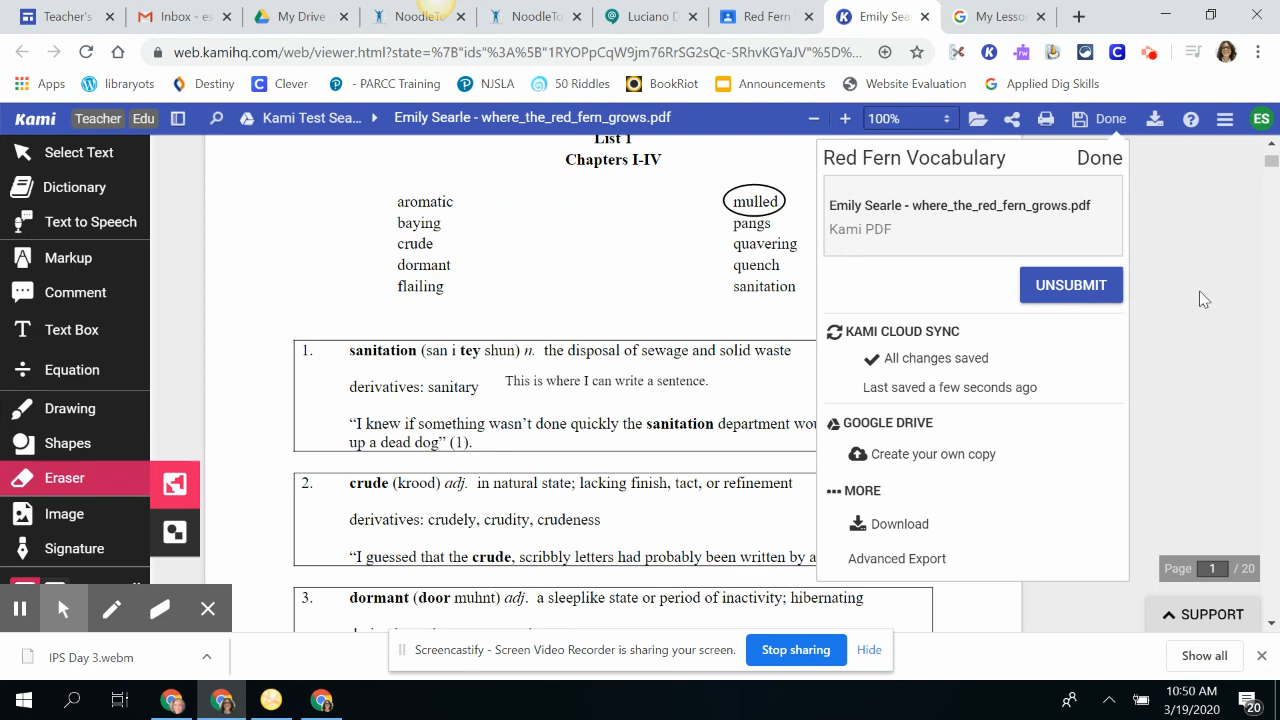 Teacher's
Inbox - es
My Drive
NoodleTo
NoodleTo
Luciano D
Red Fern
Emily Sear
My Lesso
web.kamihq.com/web/viewer.html?state=%7B"ids"%3A%5B"1RYOPpCqW9jm76RrSG2sQc-SRhvKGYaJV"%5D%...
Apps
libraryots
Destiny
Clever
- PARCC Training
NJSLA
50 Riddles
BookRiot
Announcements
Website Evaluation
Applied Dig Skills
Kami Teacher Edu
Kami Test Sea...
Emily Searle - where_the_red_fern_grows.pdf
100%
Done
ES
Select Text
Dictionary
Text to Speech
Markup
Comment
Text Box
Equation
Drawing
Shapes
Eraser
Image
Signature
List 1
Chapters I-IV
aromatic
baying
crude
dormant
flailing
mulled
pangs
quavering
quench
sanitation
1. sanitation (san i tey shun) n. the disposal of sewage and solid waste
derivatives: sanitary This is where I can write a sentence.
“I knew if something wasn’t done quickly the sanitation department wou
up a dead dog” (1).
2. crude (krood) adj. in natural state; lacking finish, tact, or refinement
derivatives: crudely, crudity, crudeness
“I guessed that the crude, scribbly letters had probably been written by a
3. dormant (door muhnt) adj. a sleeplike state or period of inactivity; hibernating
Red Fern Vocabulary Done
Emily Searle - where_the_red_fern_grows.pdf
Kami PDF
UNSUBMIT
KAMI CLOUD SYNC
All changes saved
Last saved a few seconds ago
GOOGLE DRIVE
Create your own copy
MORE
Download
Advanced Export
Page 1 / 20
SUPPORT
Screencastify - Screen Video Recorder is sharing your screen.
Stop sharing
Hide
IPS Day 3.webm
Show all
10:50 AM
3/19/2020
20